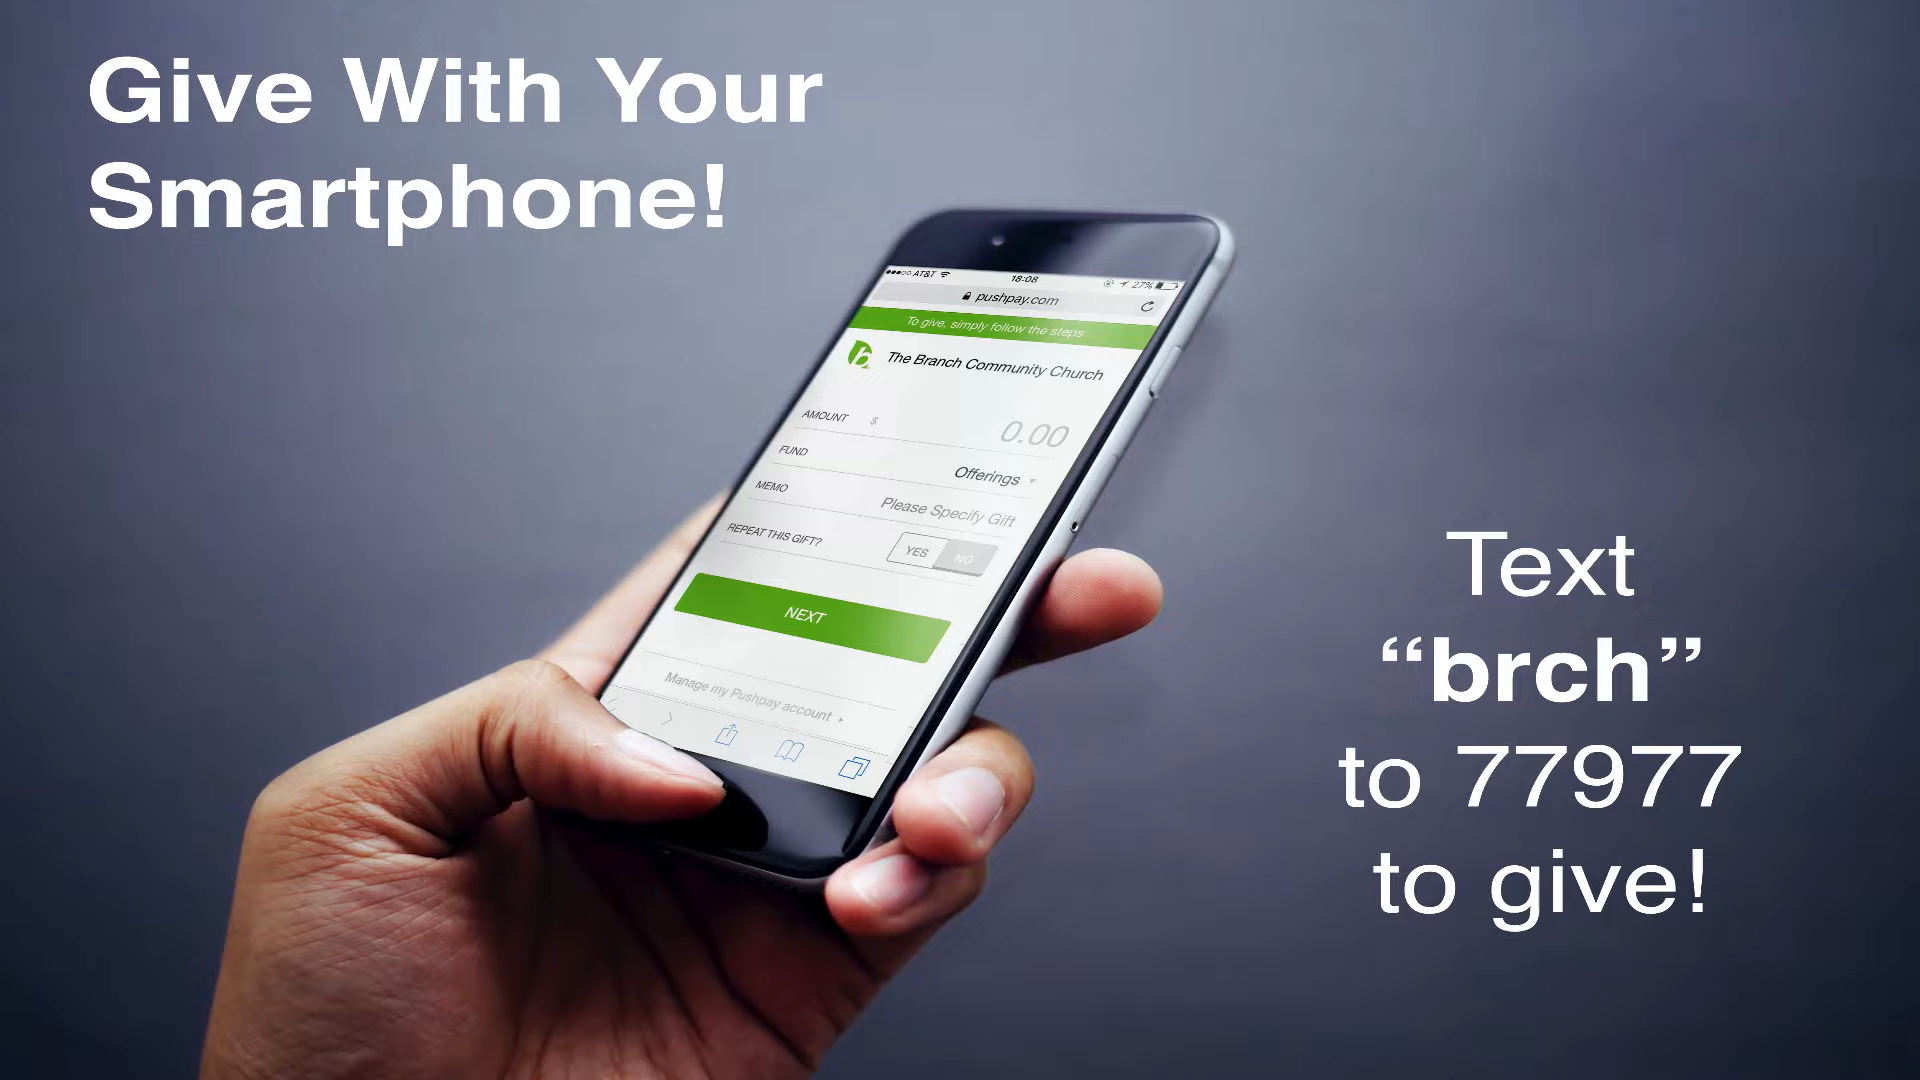 Give With Your
Smartphone!
AT&T
18:08
27%
pushpay.com
To give, simply follow the steps
b
The Branch Community Church
AMOUNT $ 0.00
FUND Offerings
MEMO Please Specify Gift
REPEAT THIS GIFT? YES NO
NEXT
Manage my Pushpay account
Text
“brch”
to 77977
to give!